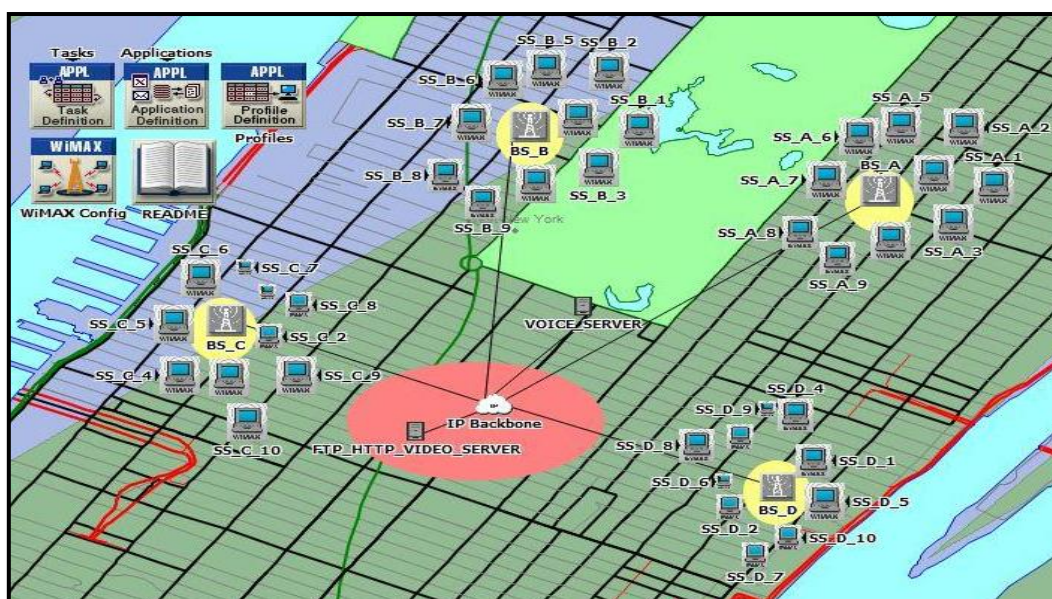 Tasks
Applications
APPL
Task
Definition
APPL
Application
Definition
APPL
Profile
Definition
Profiles
WiMAX
WiMAX Config
README
SS_B_5
SS_B_2
SS_B_6
SS_B_1
SS_B_7
BS_B
SS_B_8
SS_B_3
SS_B_9
New York
SS_A_5
SS_A_2
SS_A_6
BS_A
SS_A_1
SS_A_7
SS_A_8
SS_A_3
SS_A_9
SS_C_6
SS_C_7
SS_C_8
SS_C_5
SS_C_2
BS_C
SS_C_4
SS_C_9
SS_C_10
VOICE_SERVER
IP
IP Backbone
FTP_HTTP_VIDEO_SERVER
SS_D_4
SS_D_9
SS_D_8
SS_D_1
SS_D_6
BS_D
SS_D_5
SS_D_2
SS_D_10
SS_D_7